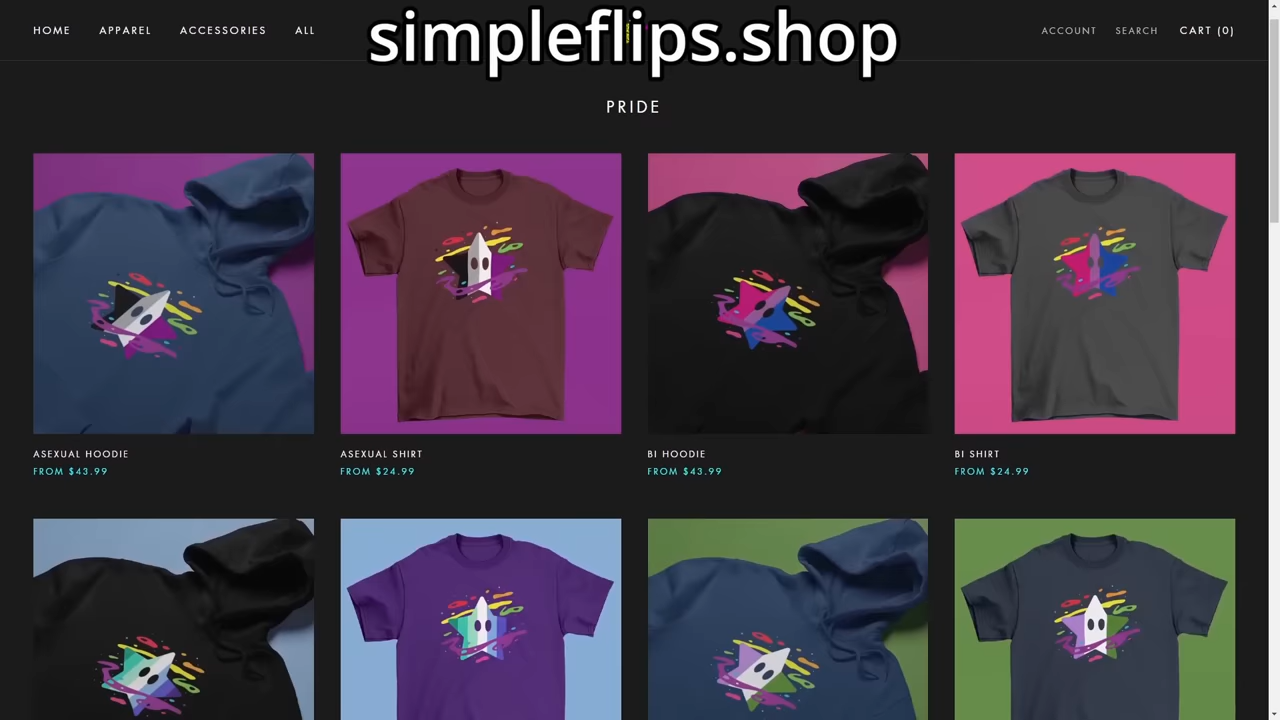 HOME APPAREL ACCESSORIES ALL
simpleflips.shop
ACCOUNT SEARCH CART (0)
PRIDE
ASEXUAL HOODIE
FROM $43.99
ASEXUAL SHIRT
FROM $24.99
BI HOODIE
FROM $43.99
BI SHIRT
FROM $24.99